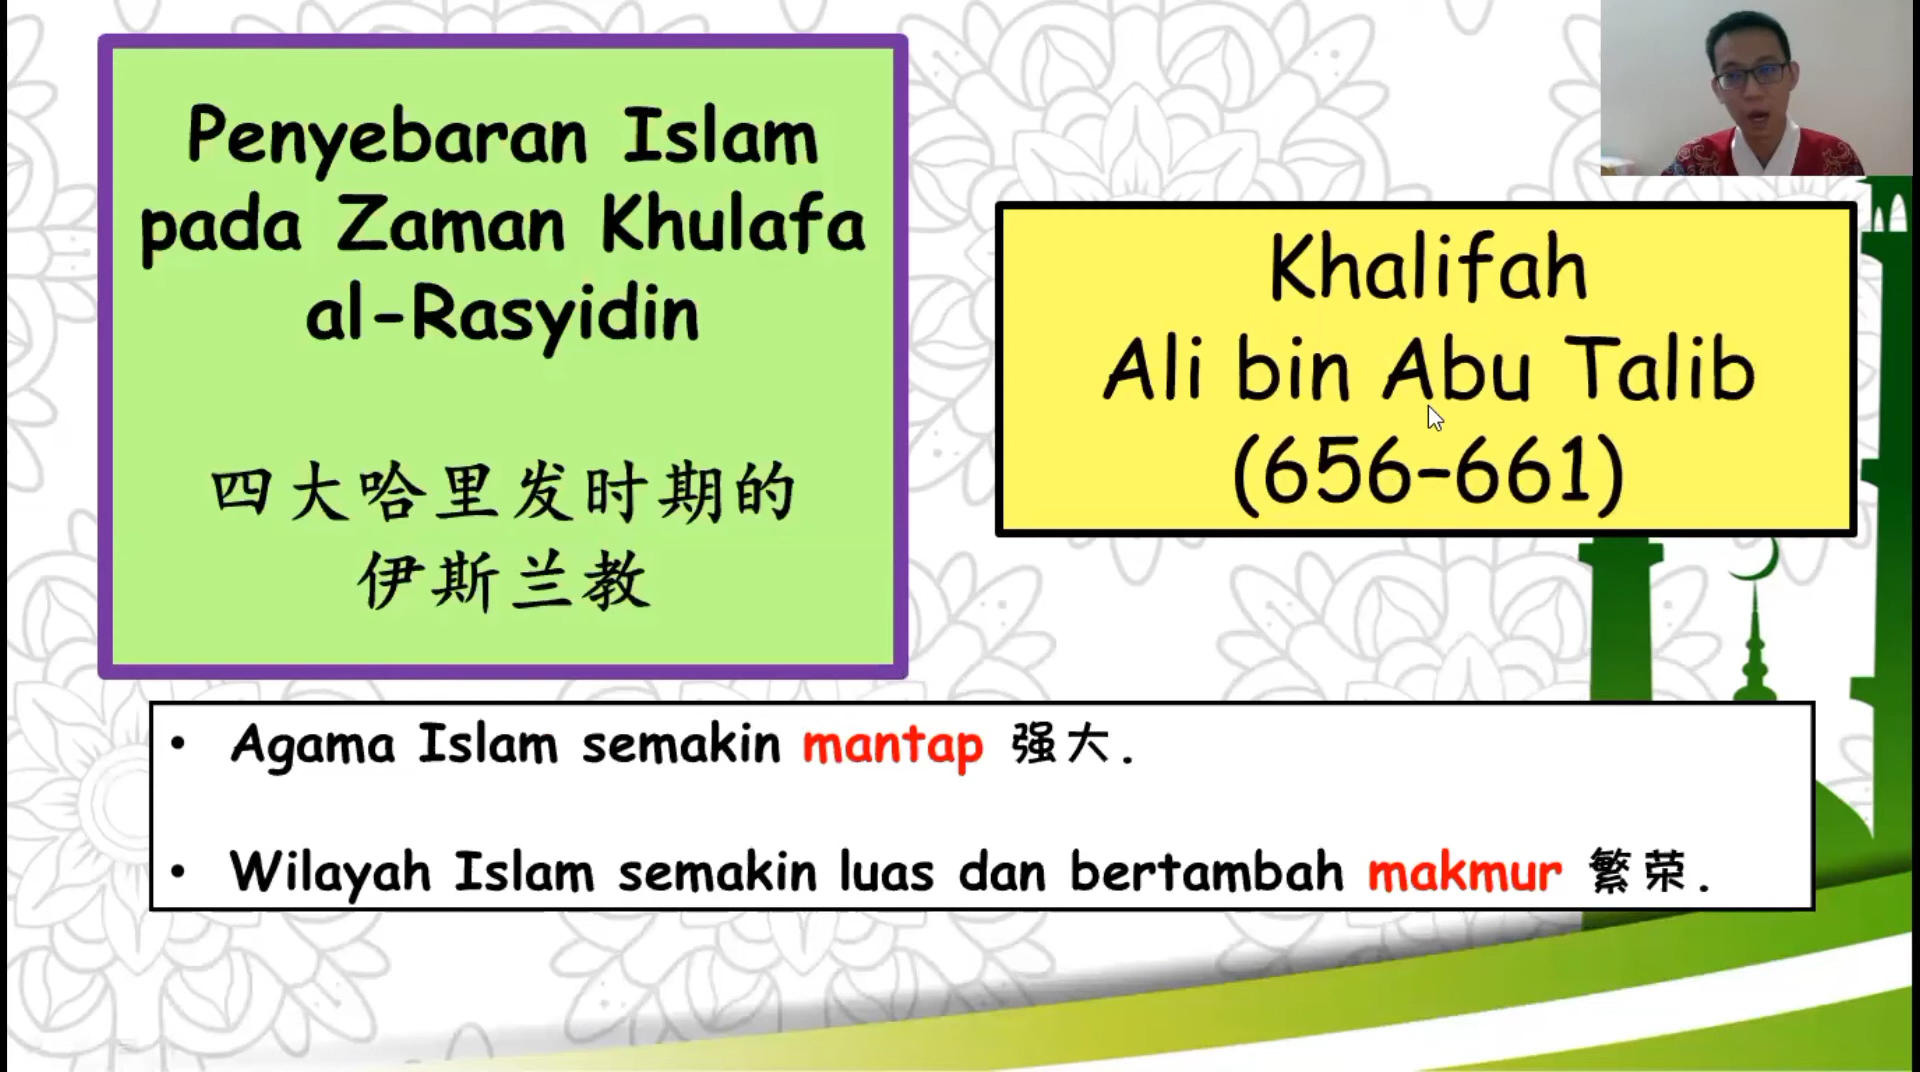 Penyebaran Islam
pada Zaman Khulafa
al-Rasyidin
四大哈里发时期的
伊斯兰教
Khalifah
Ali bin Abu Talib
(656-661)
• Agama Islam semakin mantap 强大.
• Wilayah Islam semakin luas dan bertambah makmur 繁荣.